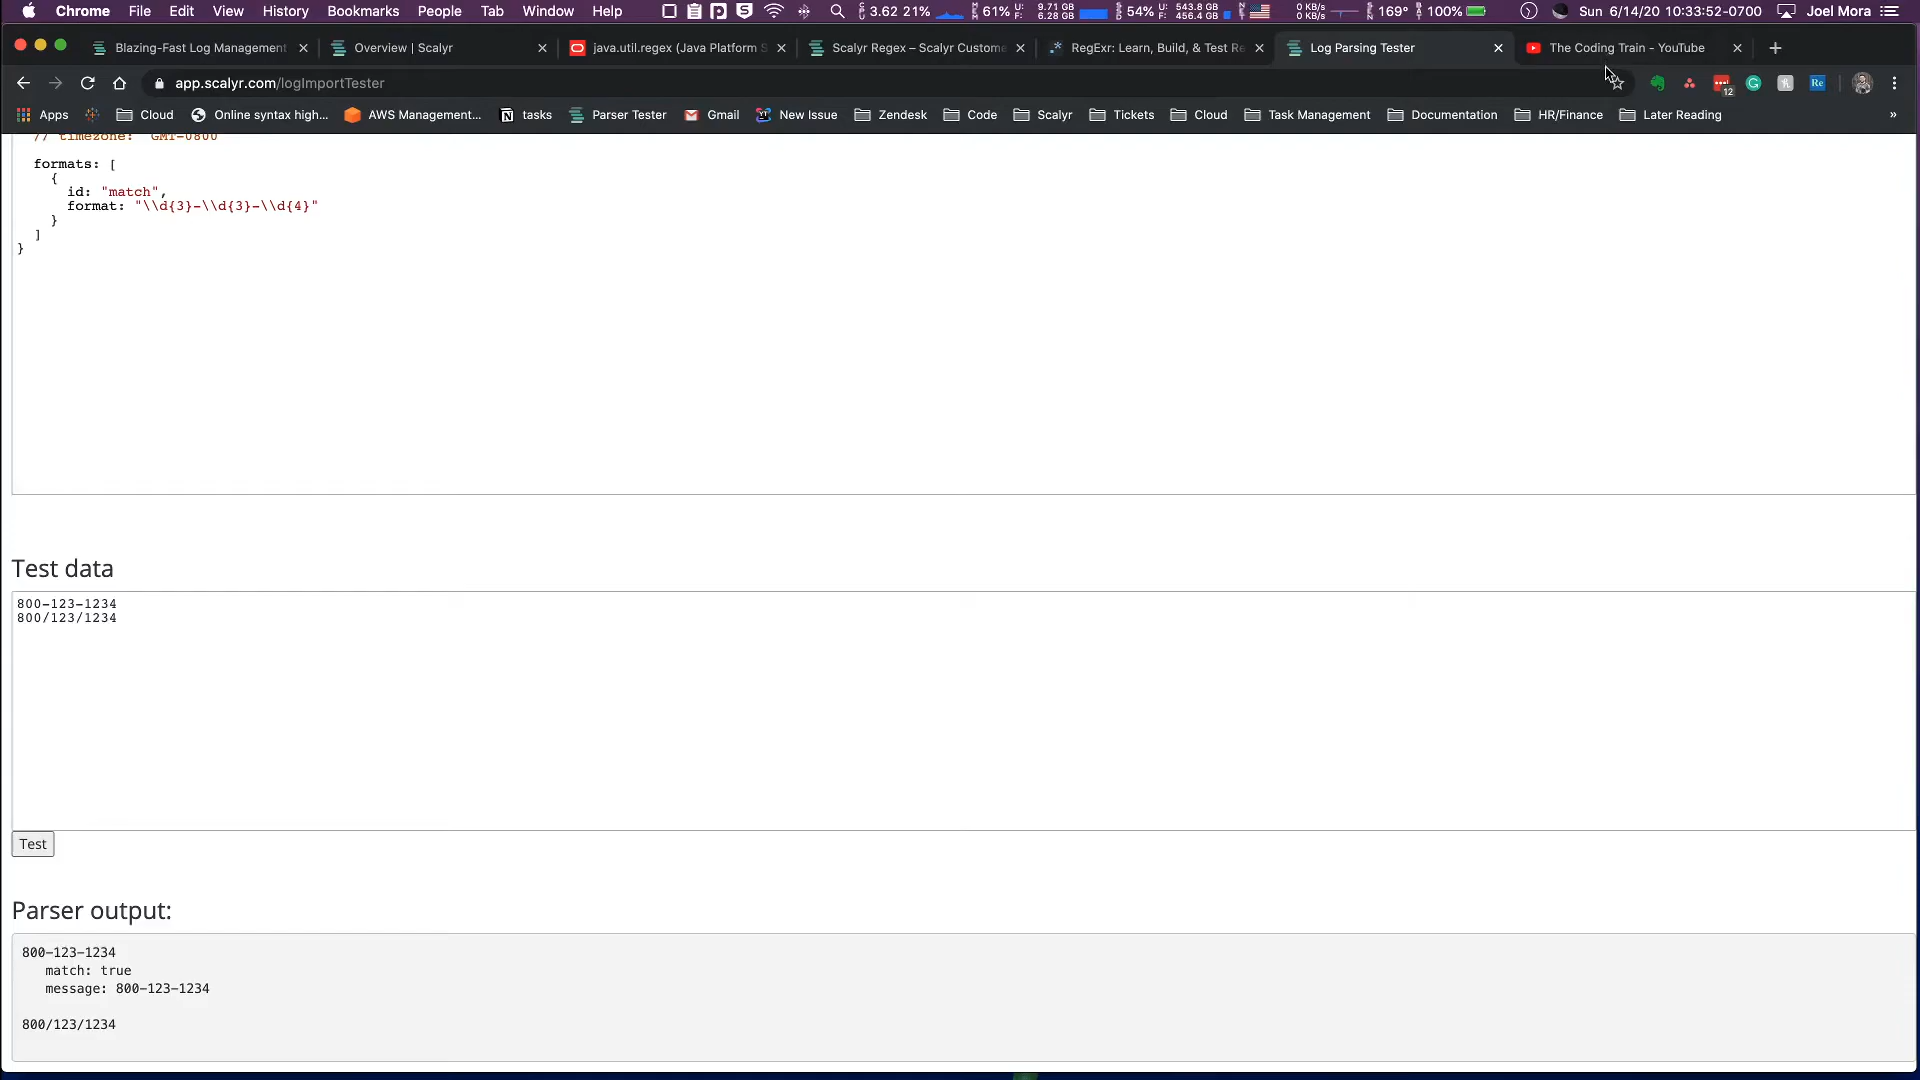 Chrome File Edit View History Bookmarks People Tab Window Help 3.62 21% 61% U: 9.71 GB F: 6.28 GB 54% U: 543.8 GB F: 456.4 GB 0 KB/s 0 KB/s 169° 100% Sun 6/14/20 10:33:52-0700 Joel Mora
Blazing-Fast Log Management Overview | Scalyr java.util.regex (Java Platform S Scalyr Regex – Scalyr Custome RegExr: Learn, Build, & Test Re Log Parsing Tester The Coding Train - YouTube
app.scalyr.com/logImportTester 12 Re
Apps Cloud Online syntax high... AWS Management... tasks Parser Tester Gmail New Issue Zendesk Code Scalyr Tickets Cloud Task Management Documentation HR/Finance Later Reading »
// timezone: "GMT-0800"
formats: [
{
id: "match",
format: "\\d{3}-\\d{3}-\\d{4}"
}
]
}
Test data
800-123-1234
800/123/1234
Test
Parser output:
800-123-1234
match: true
message: 800-123-1234
800/123/1234